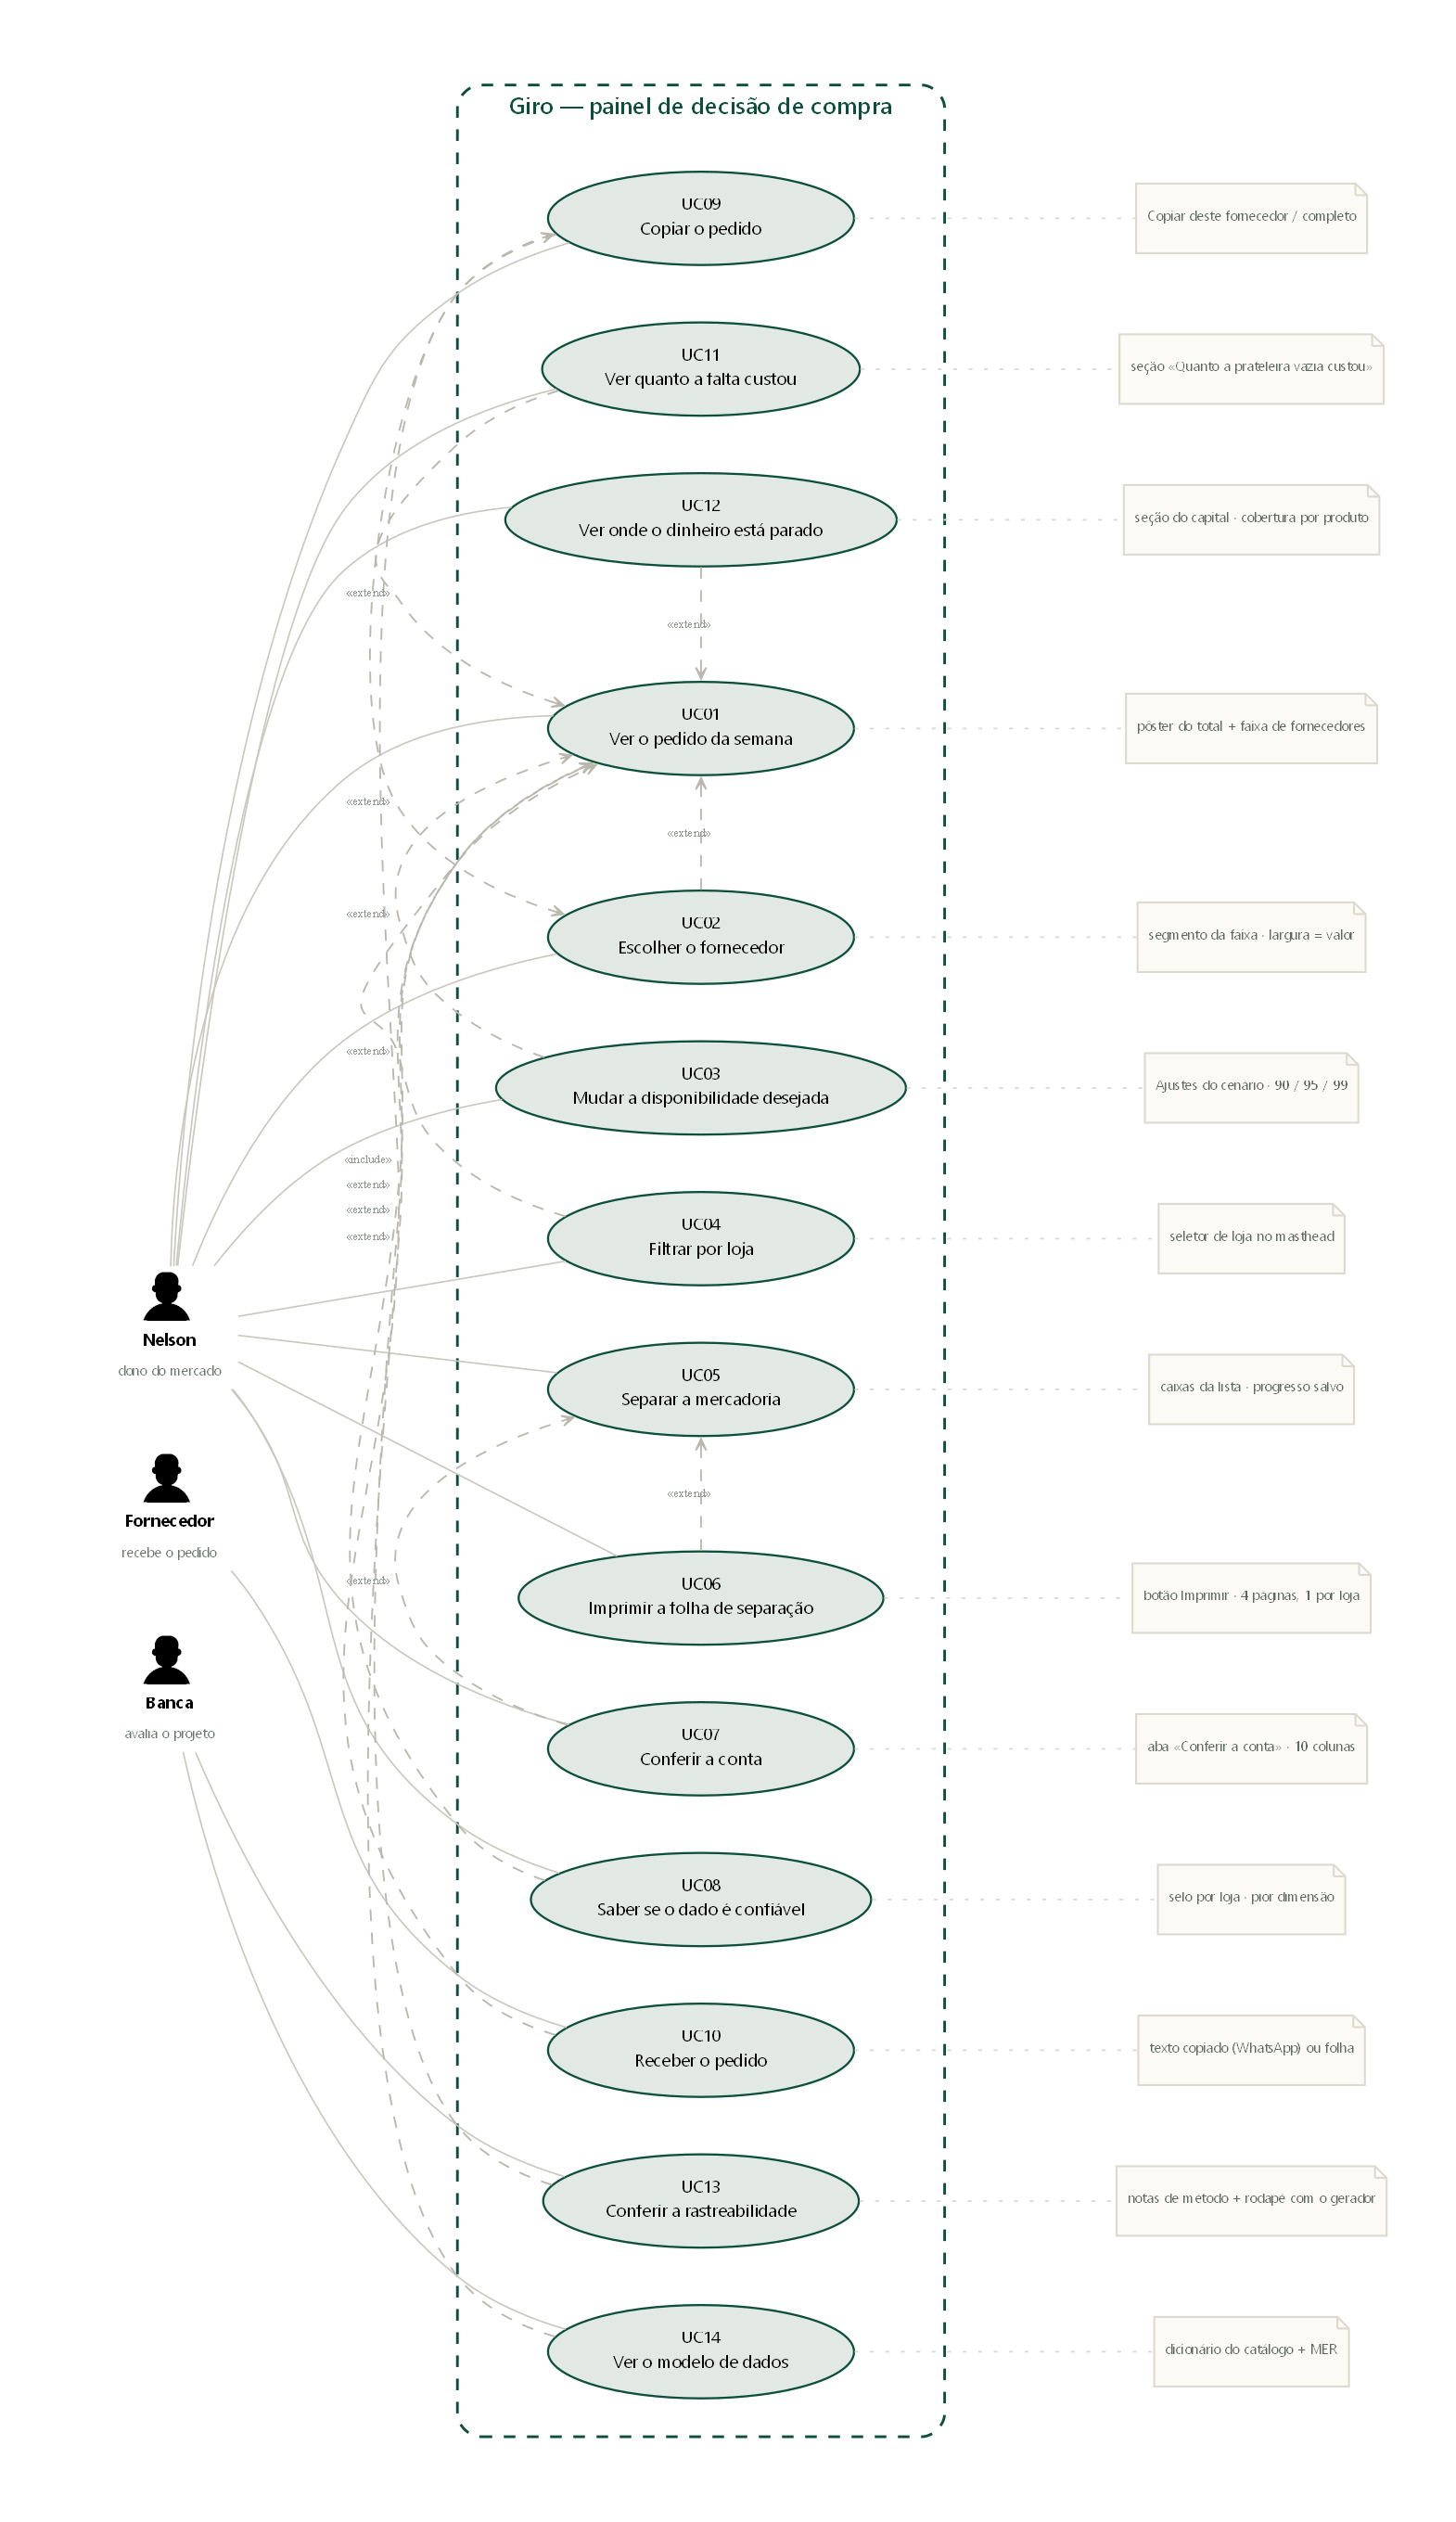 Giro — painel de decisão de compra
UC09
Copiar o pedido
Copiar deste fornecedor / completo
UC11
Ver quanto a falta custou
seção «Quanto a prateleira vazia custou»
UC12
Ver onde o dinheiro está parado
seção do capital · cobertura por produto
«extend»
«extend»
UC01
Ver o pedido da semana
pôster do total + faixa de fornecedores
«extend»
«extend»
«extend»
UC02
Escolher o fornecedor
segmento da faixa · largura = valor
«extend»
UC03
Mudar a disponibilidade desejada
Ajustes do cenário · 90 / 95 / 99
«include»
«extend»
«extend»
«extend»
UC04
Filtrar por loja
seletor de loja no masthead
Nelson
dono do mercado
UC05
Separar a mercadoria
caixas da lista · progresso salvo
«extend»
Fornecedor
recebe o pedido
«extend»
UC06
Imprimir a folha de separação
botão Imprimir · 4 páginas, 1 por loja
Banca
avalia o projeto
UC07
Conferir a conta
aba «Conferir a conta» · 10 colunas
UC08
Saber se o dado é confiável
selo por loja · pior dimensão
UC10
Receber o pedido
texto copiado (WhatsApp) ou folha
UC13
Conferir a rastreabilidade
notas de método + rodapé com o gerador
UC14
Ver o modelo de dados
dicionário do catálogo + MER